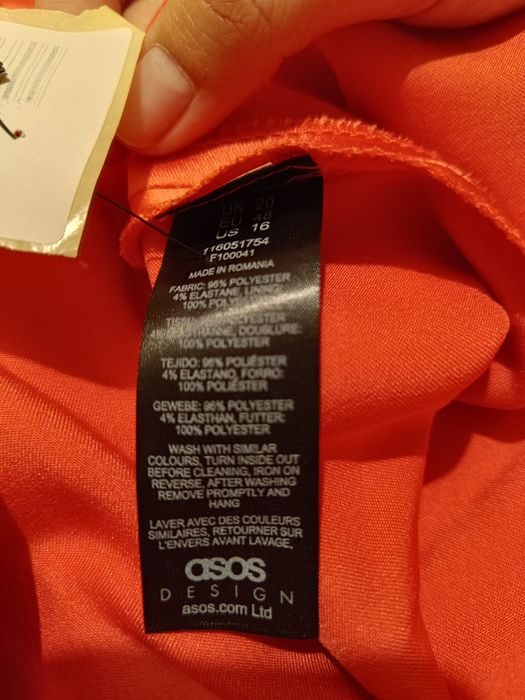 UK 20
EU 48
US 16
116051754
F100041
MADE IN ROMANIA
FABRIC: 96% POLYESTER
4% ELASTANE, LINING:
100% POLYESTER
4% ÉLASTHANNE, DOUBLURE:
100% POLYESTER
TEJIDO: 96% POLIÉSTER
4% ELASTANO, FORRO:
100% POLIÉSTER
GEWEBE: 96% POLYESTER
4% ELASTHAN, FUTTER:
100% POLYESTER
WASH WITH SIMILAR
COLOURS, TURN INSIDE OUT
BEFORE CLEANING, IRON ON
REVERSE, AFTER WASHING
REMOVE PROMPTLY AND
HANG
LAVER AVEC DES COULEURS
SIMILAIRES, RETOURNER SUR
L'ENVERS AVANT LAVAGE,
asos
DESIGN
asos.com Ltd